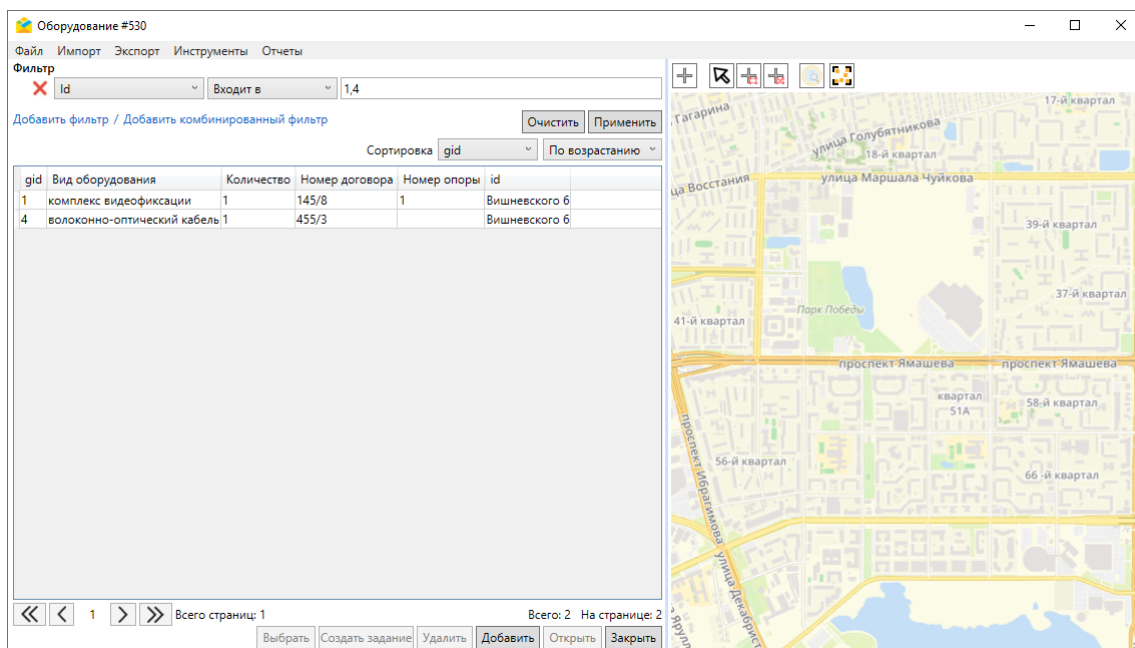 Оборудование #530
Файл Импорт Экспорт Инструменты Отчеты
Фильтр
Id Входит в 1,4
Добавить фильтр / Добавить комбинированный фильтр
Очистить Применить
Сортировка gid По возрастанию
gid Вид оборудования Количество Номер договора Номер опоры id
1 комплекс видеофиксации 1 145/8 1 Вишневского 6
4 волоконно-оптический кабель 1 455/3 Вишневского 6
1 Всего страниц: 1 Всего: 2 На странице: 2
Выбрать Создать задание Удалить Добавить Открыть Закрыть
17-й квартал
Гагарина
улица Голубятникова
18-й квартал
ца Восстания
улица Маршала Чуйкова
39-й квартал
37-й квартал
Парк Победы
41-й квартал
проспект Ямашева проспект Ямашева
квартал
51А
58-й квартал
56-й квартал
66-й квартал
проспект Ибрагимова
улица Декабрист